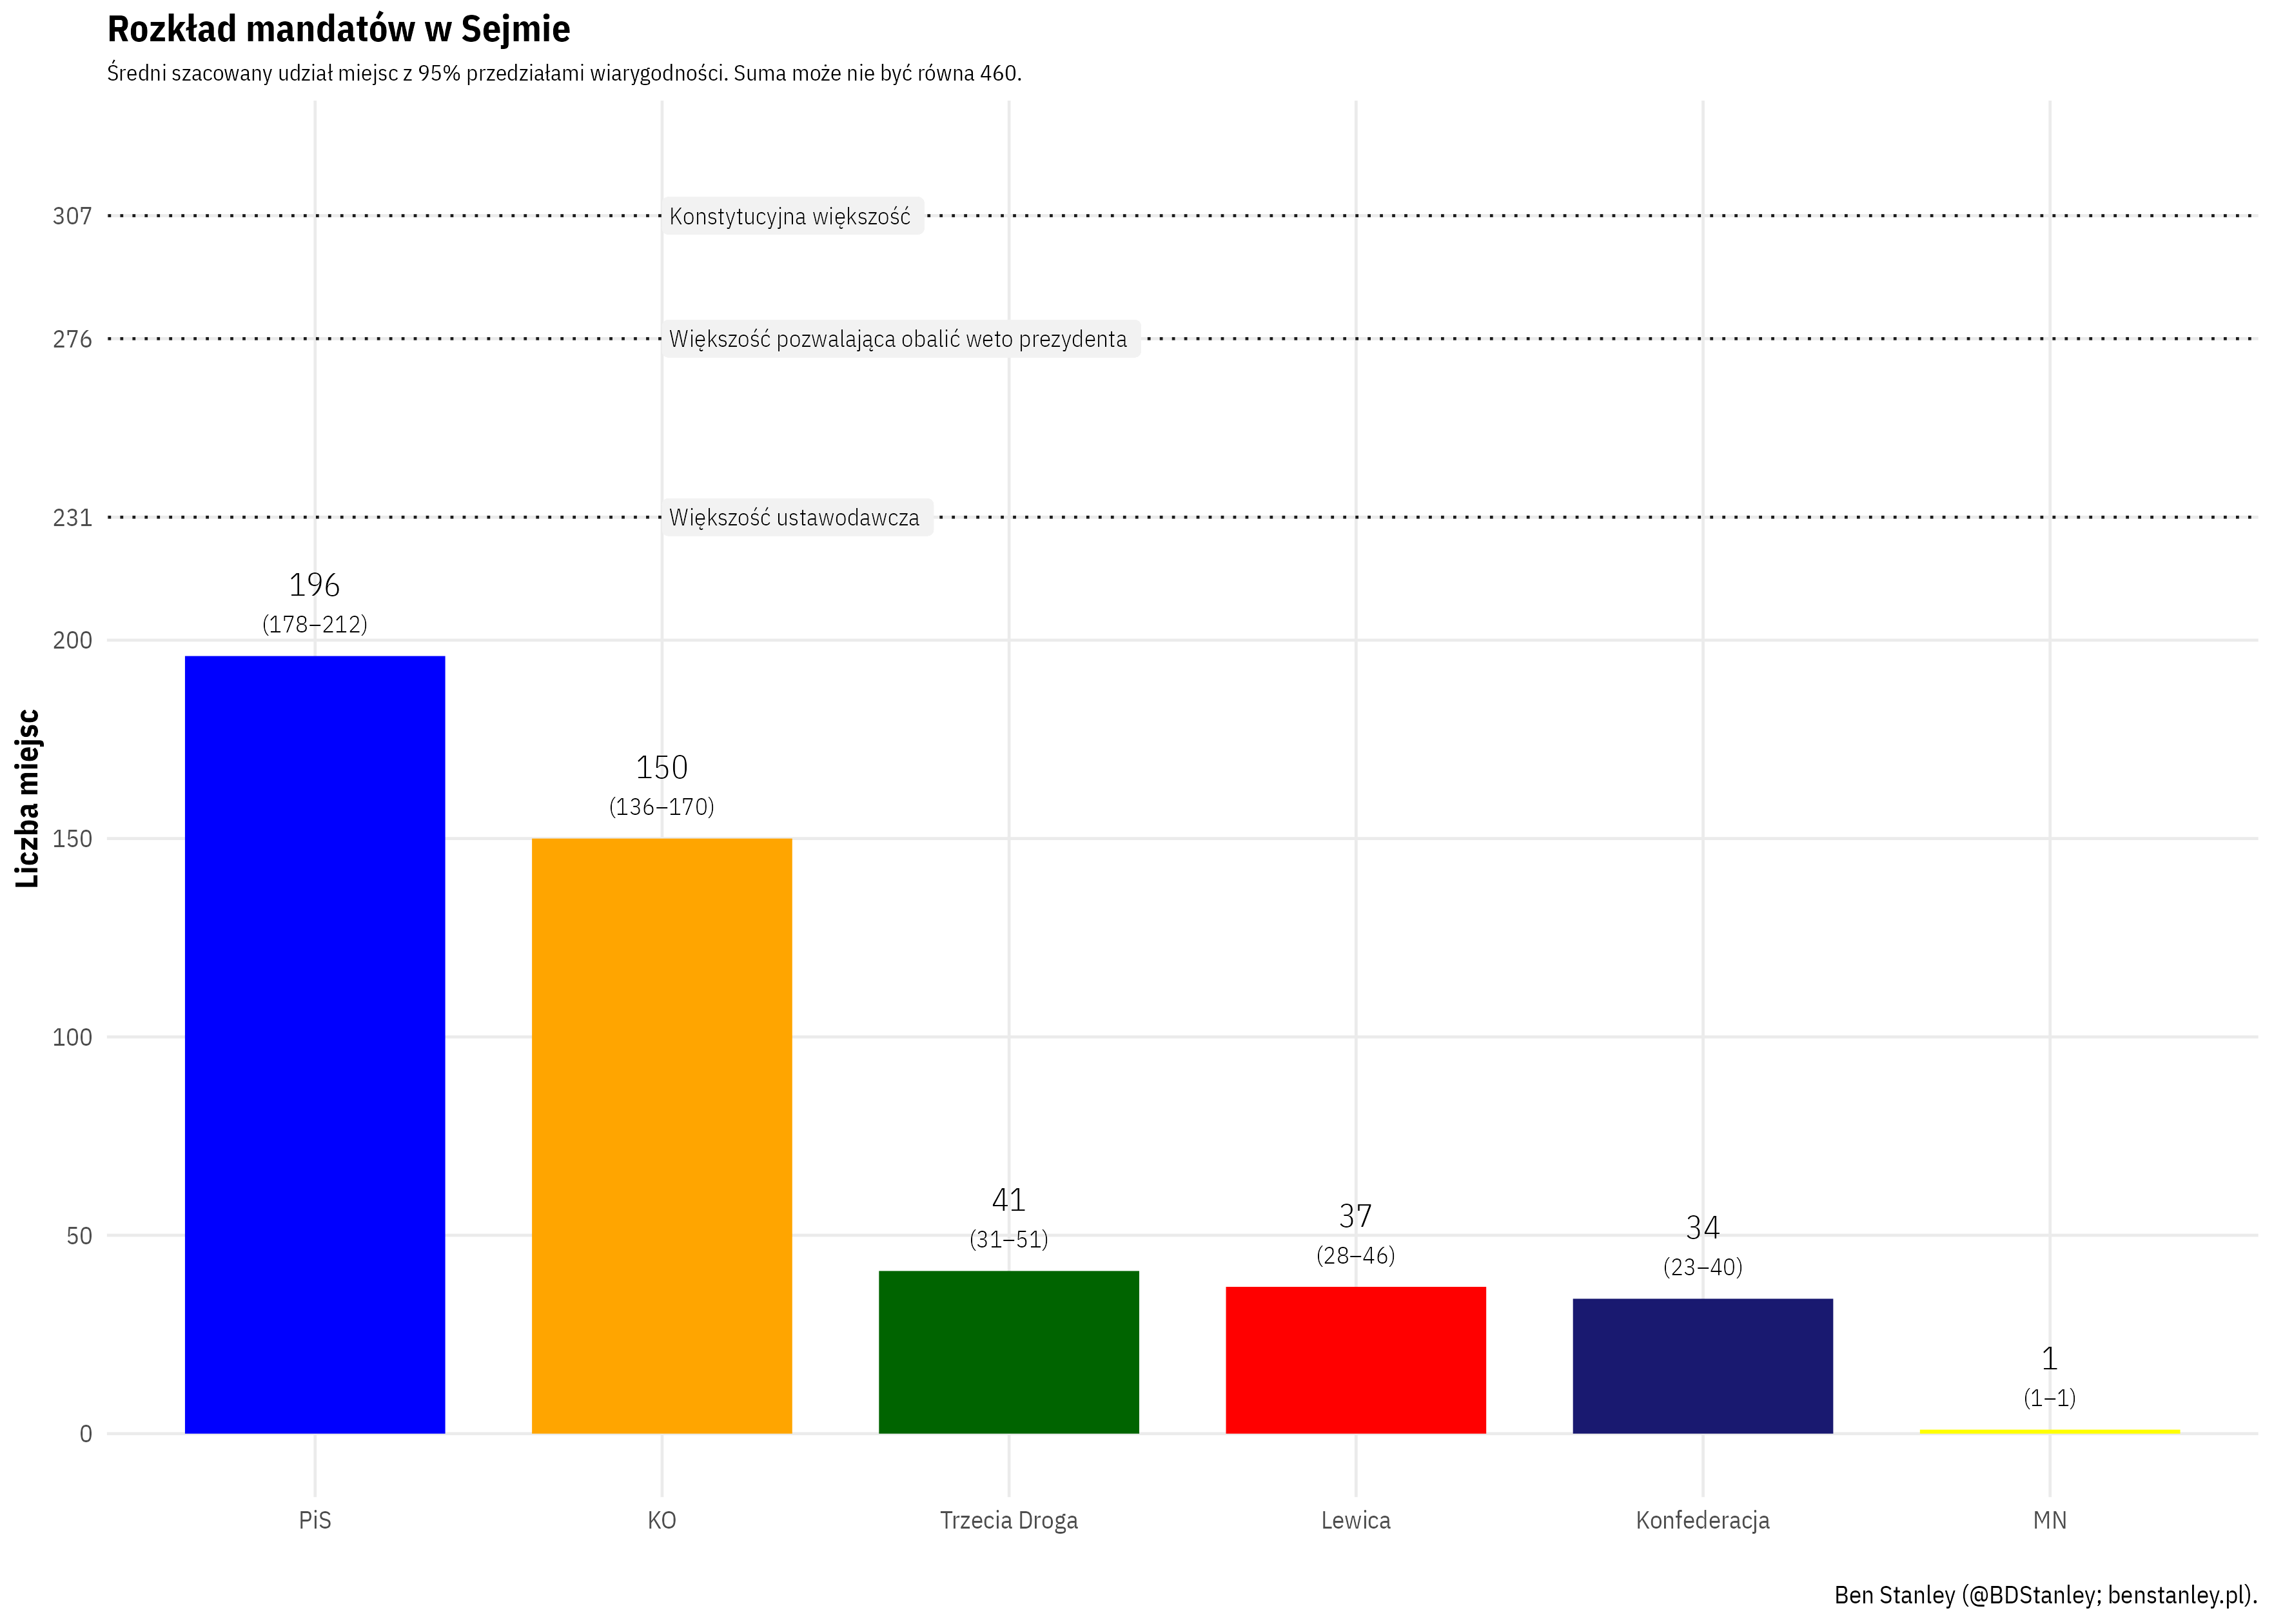 Rozkład mandatów w Sejmie
Średni szacowany udział miejsc z 95% przedziałami wiarygodności. Suma może nie być równa 460.
Liczba miejsc
307
Konstytucyjna większość
276
Większość pozwalająca obalić weto prezydenta
231
Większość ustawodawcza
200
150
100
50
0
196
(178–212)
150
(136–170)
41
(31–51)
37
(28–46)
34
(23–40)
1
(1–1)
PiS
KO
Trzecia Droga
Lewica
Konfederacja
MN
Ben Stanley (@BDStanley; benstanley.pl).